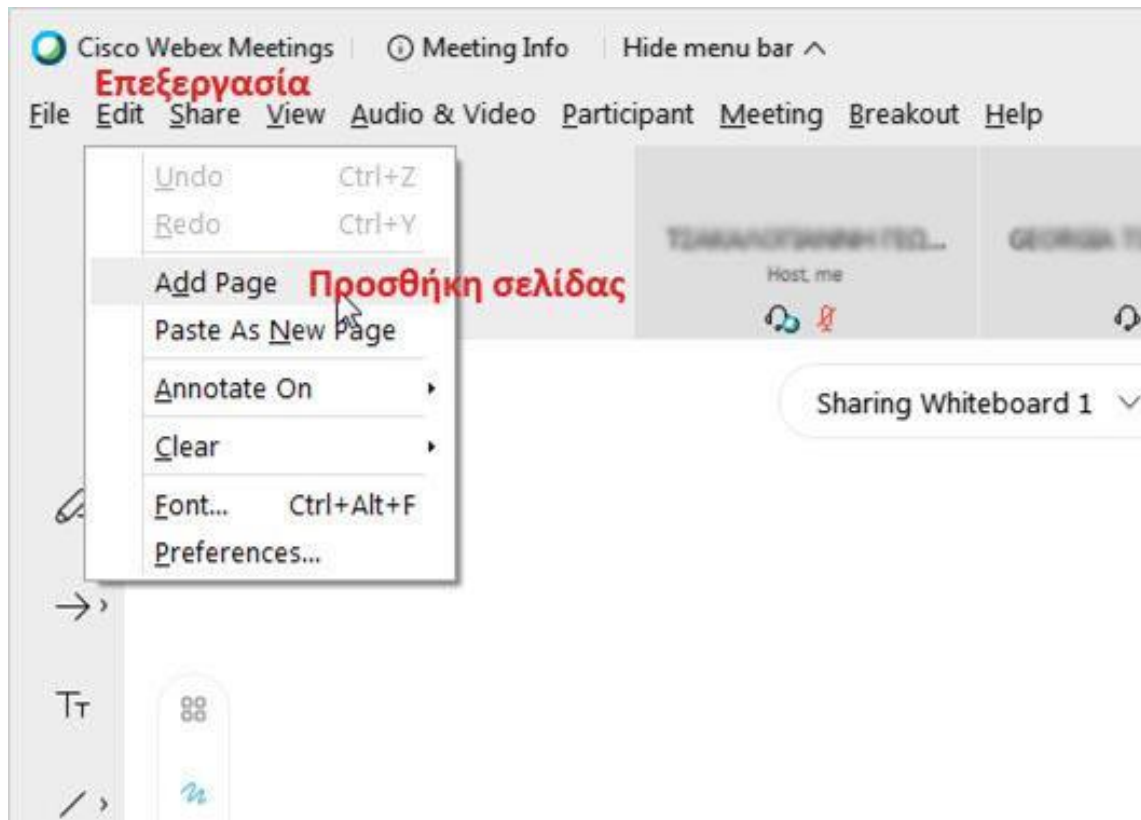 Cisco Webex Meetings Meeting Info Hide menu bar
Επεξεργασία
File Edit Share View Audio & Video Participant Meeting Breakout Help
Undo Ctrl+Z
Redo Ctrl+Y
Add Page Προσθήκη σελίδας
Paste As New Page
Annotate On
Clear
Font... Ctrl+Alt+F
Preferences...
Host, me
Sharing Whiteboard 1
Tт